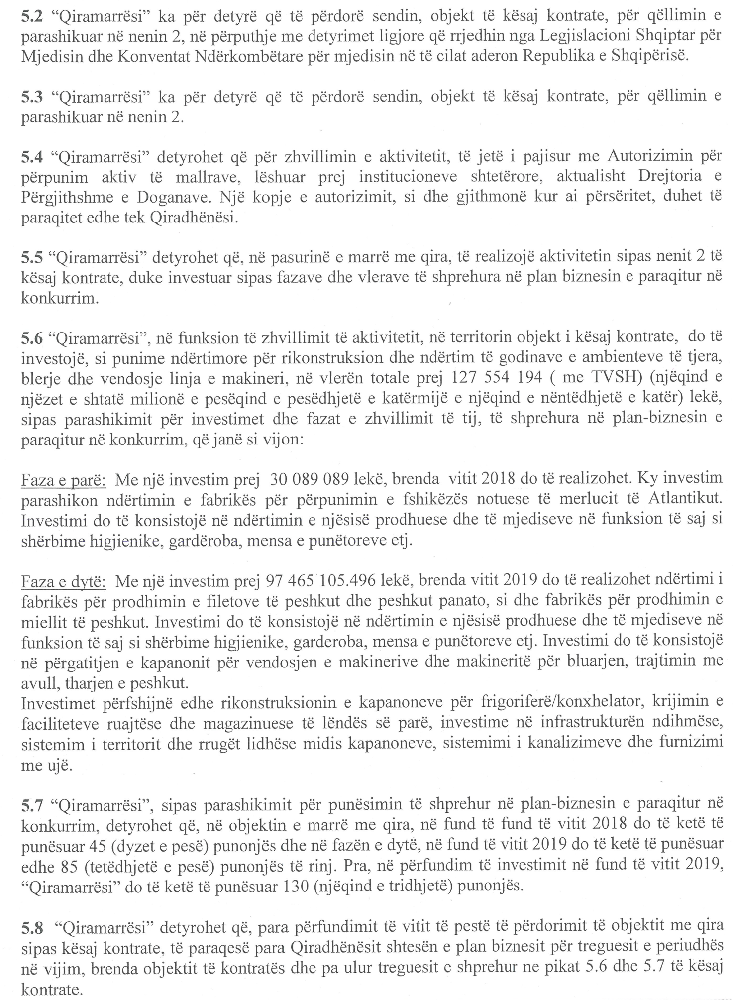 5.2 “Qiramarrësi” ka për detyrë që të përdorë sendin, objekt të kësaj kontrate, për qëllimin e
parashikuar në nenin 2, në përputhje me detyrimet ligjore që rrjedhin nga Legjislacioni Shqiptar për
Mjedisin dhe Konventat Ndërkombëtare për mjedisin në të cilat aderon Republika e Shqipërisë.
5.3 “Qiramarrësi” ka për detyrë që të përdorë sendin, objekt të kësaj kontrate, për qëllimin e
parashikuar në nenin 2.
5.4 “Qiramarrësi” detyrohet që për zhvillimin e aktivitetit, të jetë i pajisur me Autorizimin për
përpunim aktiv të mallrave, lëshuar prej institucioneve shtetërore, aktualisht Drejtoria e
Përgjithshme e Doganave. Një kopje e autorizimit, si dhe gjithmonë kur ai përsëritet, duhet të
paraqitet edhe tek Qiradhënësi.
5.5 “Qiramarrësi” detyrohet që, në pasurinë e marrë me qira, të realizojë aktivitetin sipas nenit 2 të
kësaj kontrate, duke investuar sipas fazave dhe vlerave të shprehura në plan biznesin e paraqitur në
konkurrim.
5.6 “Qiramarrësi”, në funksion të zhvillimit të aktivitetit, në territorin objekt i kësaj kontrate, do të
investojë, si punime ndërtimore për rikonstruksion dhe ndërtim të godinave e ambienteve të tjera,
blerje dhe vendosje linja e makineri, në vlerën totale prej 127 554 194 ( me TVSH) (njëqind e
njëzet e shtatë milionë e pesëqind e pesëdhjetë e katërmijë e njëqind e nëntëdhjetë e katër) lekë,
sipas parashikimit për investimet dhe fazat e zhvillimit të tij, të shprehura në plan-biznesin e
paraqitur në konkurrim, që janë si vijon:
Faza e parë: Me një investim prej 30 089 089 lekë, brenda vitit 2018 do të realizohet. Ky investim
parashikon ndërtimin e fabrikës për përpunimin e fshikëzës notuese të merlucit të Atlantikut.
Investimi do të konsistojë në ndërtimin e njësisë prodhuese dhe të mjediseve në funksion të saj si
shërbime higjienike, gardëroba, mensa e punëtoreve etj.
Faza e dytë: Me një investim prej 97 465 105.496 lekë, brenda vitit 2019 do të realizohet ndërtimi i
fabrikës për prodhimin e filetove të peshkut dhe peshkut panato, si dhe fabrikës për prodhimin e
miellit të peshkut. Investimi do të konsistojë në ndërtimin e njësisë prodhuese dhe të mjediseve në
funksion të saj si shërbime higjienike, garderoba, mensa e punëtoreve etj. Investimi do të konsistojë
në përgatitjen e kapanonit për vendosjen e makinerive dhe makineritë për bluarjen, trajtimin me
avull, tharjen e peshkut.
Investimet përfshijnë edhe rikonstruksionin e kapanoneve për frigoriferë/konxhelator, krijimin e
faciliteteve ruajtëse dhe magazinuese të lëndës së parë, investime në infrastrukturën ndihmëse,
sistemim i territorit dhe rrugët lidhëse midis kapanoneve, sistemimi i kanalizimeve dhe furnizimi
me ujë.
5.7 “Qiramarrësi”, sipas parashikimit për punësimin të shprehur në plan-biznesin e paraqitur në
konkurrim, detyrohet që, në objektin e marrë me qira, në fund të fund të vitit 2018 do të ketë të
punësuar 45 (dyzet e pesë) punonjës dhe në fazën e dytë, në fund të vitit 2019 do të ketë të punësuar
edhe 85 (tetëdhjetë e pesë) punonjës të rinj. Pra, në përfundim të investimit në fund të vitit 2019,
“Qiramarrësi” do të ketë të punësuar 130 (njëqind e tridhjetë) punonjës.
5.8 “Qiramarrësi” detyrohet që, para përfundimit të vitit të pestë të përdorimit të objektit me qira
sipas kësaj kontrate, të paraqesë para Qiradhënësit shtesën e plan biznesit për treguesit e periudhës
në vijim, brenda objektit të kontratës dhe pa ulur treguesit e shprehur ne pikat 5.6 dhe 5.7 të kësaj
kontrate.